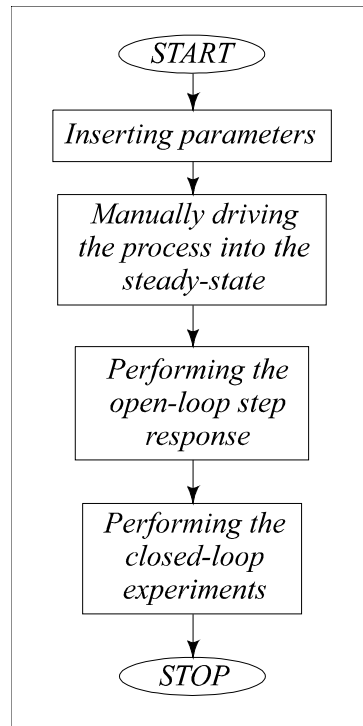 START
Inserting parameters
Manually driving
the process into the
steady-state
Performing the
open-loop step
response
Performing the
closed-loop
experiments
STOP